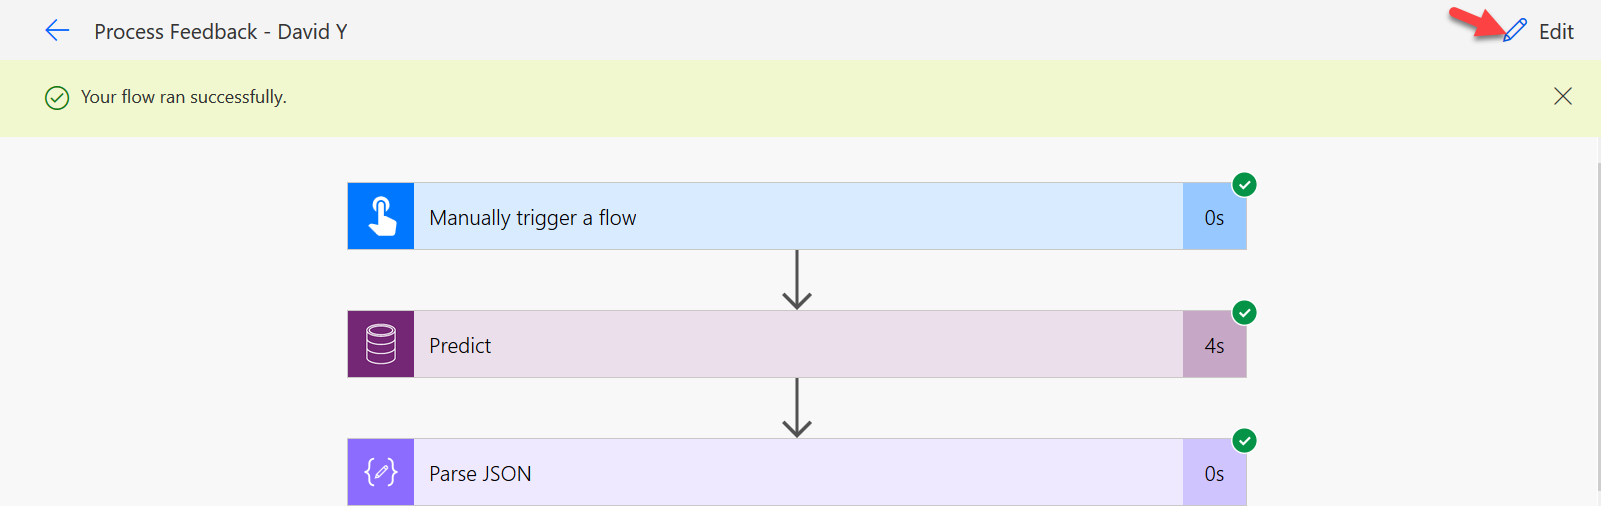 Process Feedback - David Y
Edit
Your flow ran successfully.
Manually trigger a flow
0s
Predict
4s
Parse JSON
0s